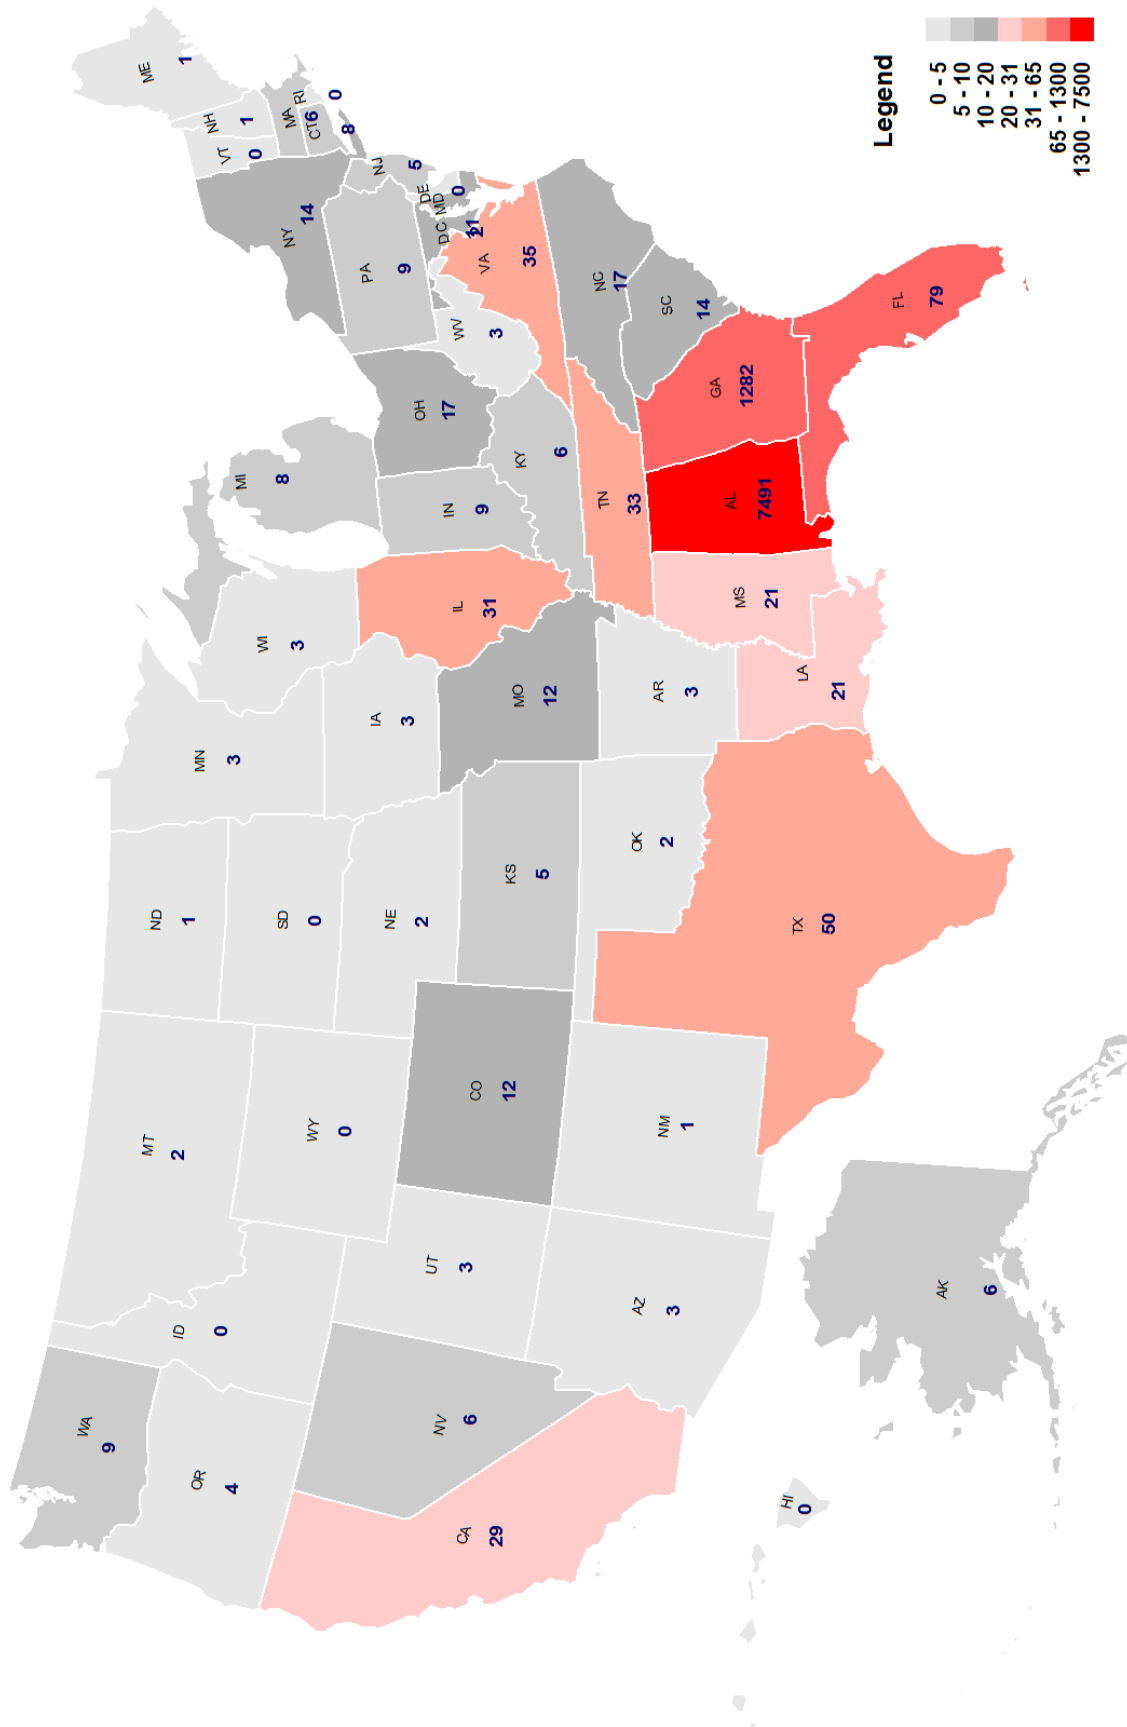 WA
9
OR
4
CA
29
NV
6
ID
0
MT
2
WY
0
UT
3
AZ
3
CO
12
NM
1
ND
1
SD
0
NE
2
KS
5
OK
2
TX
50
MN
3
IA
3
MO
12
AR
3
LA
21
WI
3
IL
31
MS
21
MI
8
IN
9
KY
6
TN
33
AL
7491
OH
17
GA
1282
FL
79
SC
14
NC
17
VA
35
WV
3
PA
9
NY
14
VT
0
NH
1
ME
1
MA
CT
6
RI
0
8
NJ
5
DE
0
MD
DC
AK
6
HI
0
Legend
0 - 5
5 - 10
10 - 20
20 - 31
31 - 65
65 - 1300
1300 - 7500